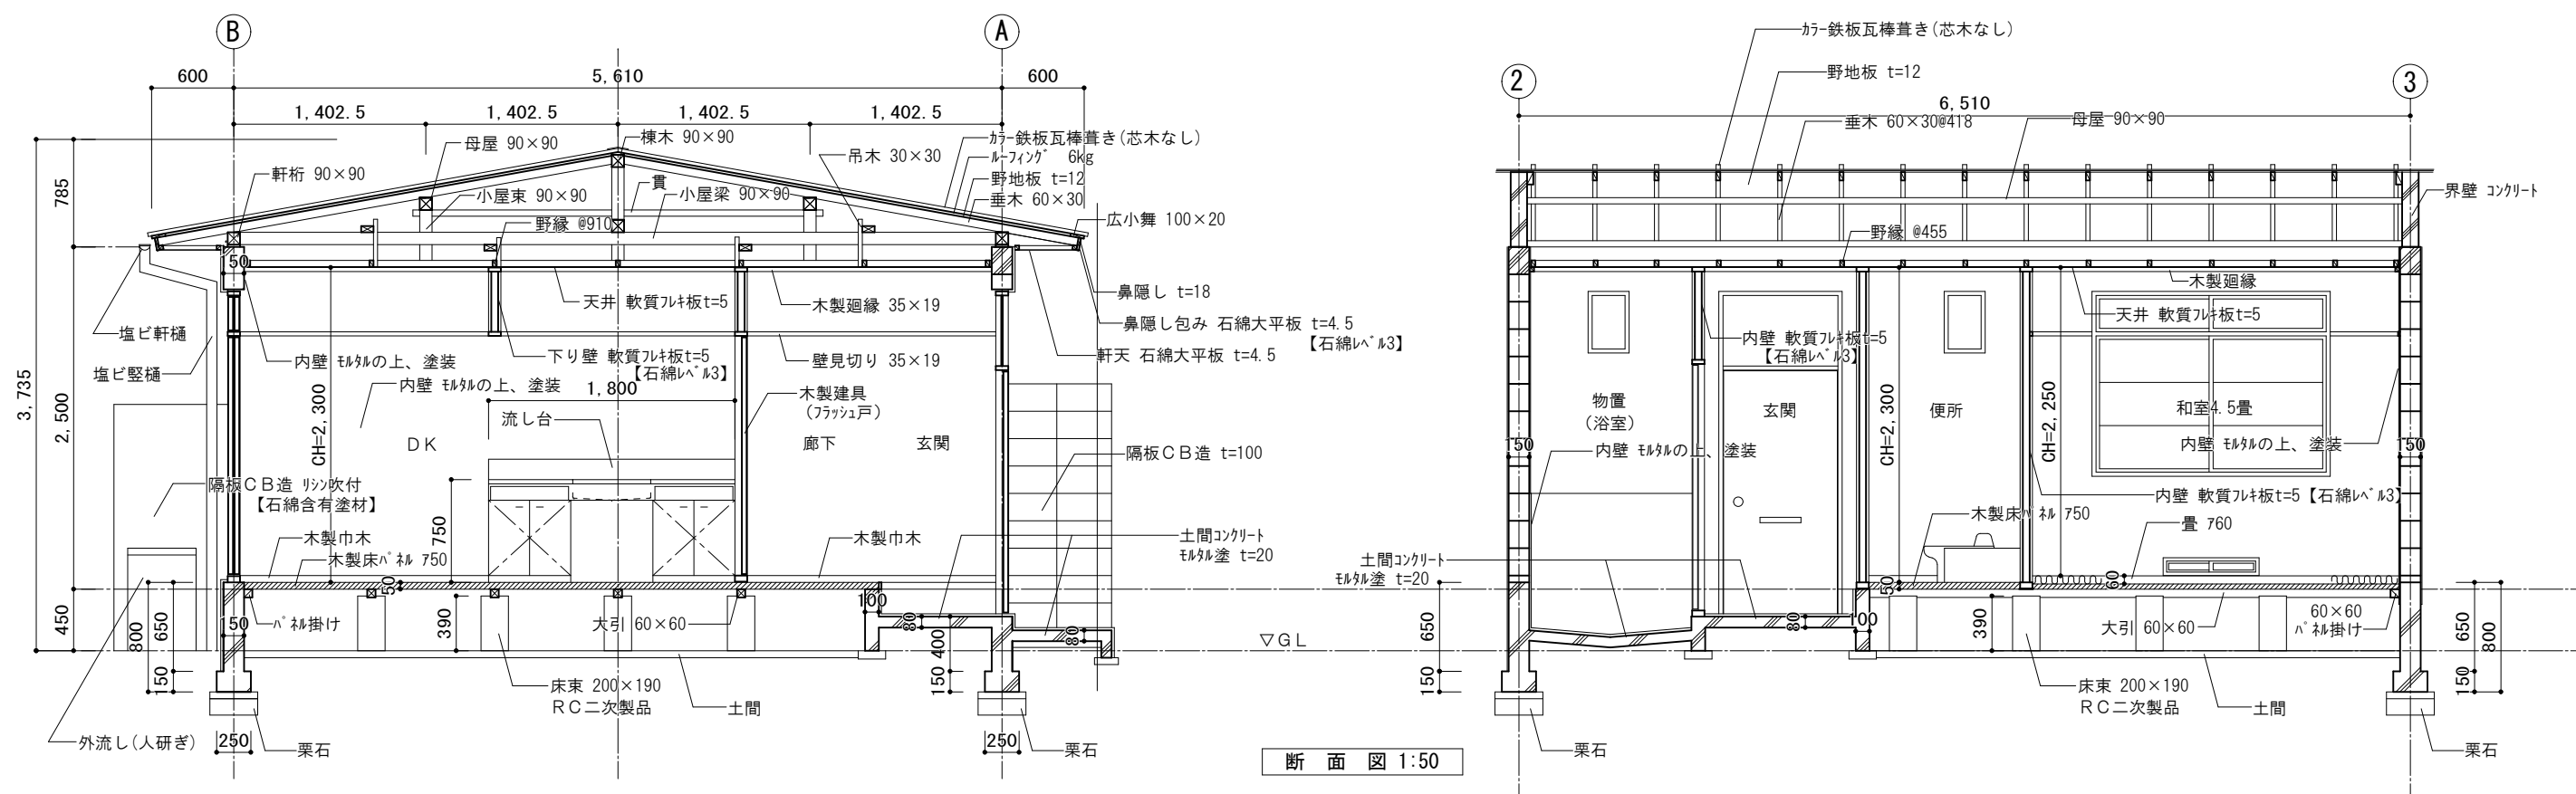 B
A
600
5,610
600
1,402.5
1,402.5
1,402.5
1,402.5
母屋 90×90
棟木 90×90
ｶﾗｰ鉄板瓦棒葺き(芯木なし)
ﾙｰﾌｨﾝｸﾞ 6kg
野地板 t=12
垂木 60×30
吊木 30×30
軒桁 90×90
小屋束 90×90
貫
小屋梁 90×90
広小舞 100×20
野縁 @910
785
2,500
3,735
450
150
天井 軟質ﾌﾚｷ板t=5
木製廻縁 35×19
鼻隠し t=18
鼻隠し包み 石綿大平板 t=4.5
【石綿ﾚﾍﾞﾙ3】
軒天 石綿大平板 t=4.5
塩ビ軒樋
塩ビ竪樋
内壁 ﾓﾙﾀﾙの上、塗装
内壁 ﾓﾙﾀﾙの上、塗装
下り壁 軟質ﾌﾚｷ板t=5
【石綿ﾚﾍﾞﾙ3】
壁見切り 35×19
1,800
木製建具
(ﾌﾗｯｼｭ戸)
流し台
CH=2,300
ＤＫ
廊下
玄関
隔板ＣＢ造 t=100
隔板ＣＢ造 ﾘｼﾝ吹付
【石綿含有塗材】
750
木製巾木
木製床ﾊﾟﾈﾙ ｱ50
木製巾木
土間ｺﾝｸﾘｰﾄ
ﾓﾙﾀﾙ塗 t=20
50
100
800
650
150
150
ﾊﾟﾈﾙ掛け
390
大引 60×60
80
400
80
150
床束 200×190
ＲＣ二次製品
土間
外流し(人研ぎ)
250
栗石
250
栗石
▽ＧＬ
断 面 図 1:50
2
3
ｶﾗｰ鉄板瓦棒葺き(芯木なし)
野地板 t=12
6,510
垂木 60×30@418
母屋 90×90
界壁 ｺﾝｸﾘｰﾄ
野縁 @455
木製廻縁
天井 軟質ﾌﾚｷ板t=5
内壁 軟質ﾌﾚｷ板t=5
【石綿ﾚﾍﾞﾙ3】
物置
(浴室)
玄関
CH=2,300
便所
CH=2,250
和室4.5畳
150
内壁 ﾓﾙﾀﾙの上、塗装
内壁 ﾓﾙﾀﾙの上、塗装
150
内壁 軟質ﾌﾚｷ板t=5【石綿ﾚﾍﾞﾙ3】
木製床ﾊﾟﾈﾙ ｱ50
畳 ｱ60
土間ｺﾝｸﾘｰﾄ
ﾓﾙﾀﾙ塗 t=20
50
60
650
150
80
100
390
大引 60×60
60×60
ﾊﾟﾈﾙ掛け
650
800
150
床束 200×190
ＲＣ二次製品
土間
栗石
栗石